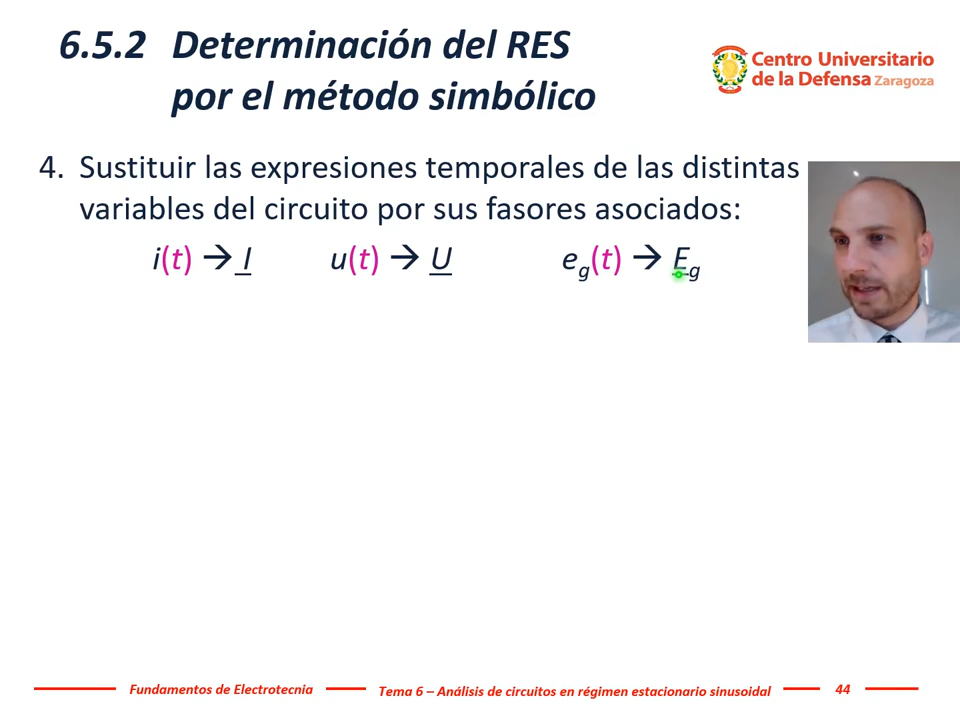 6.5.2 Determinación del RES
por el método simbólico
Centro Universitario
de la Defensa Zaragoza
4. Sustituir las expresiones temporales de las distintas
variables del circuito por sus fasores asociados:
i(t) → I u(t) → U e_g(t) → E_g
Fundamentos de Electrotecnia Tema 6 – Análisis de circuitos en régimen estacionario sinusoidal 44